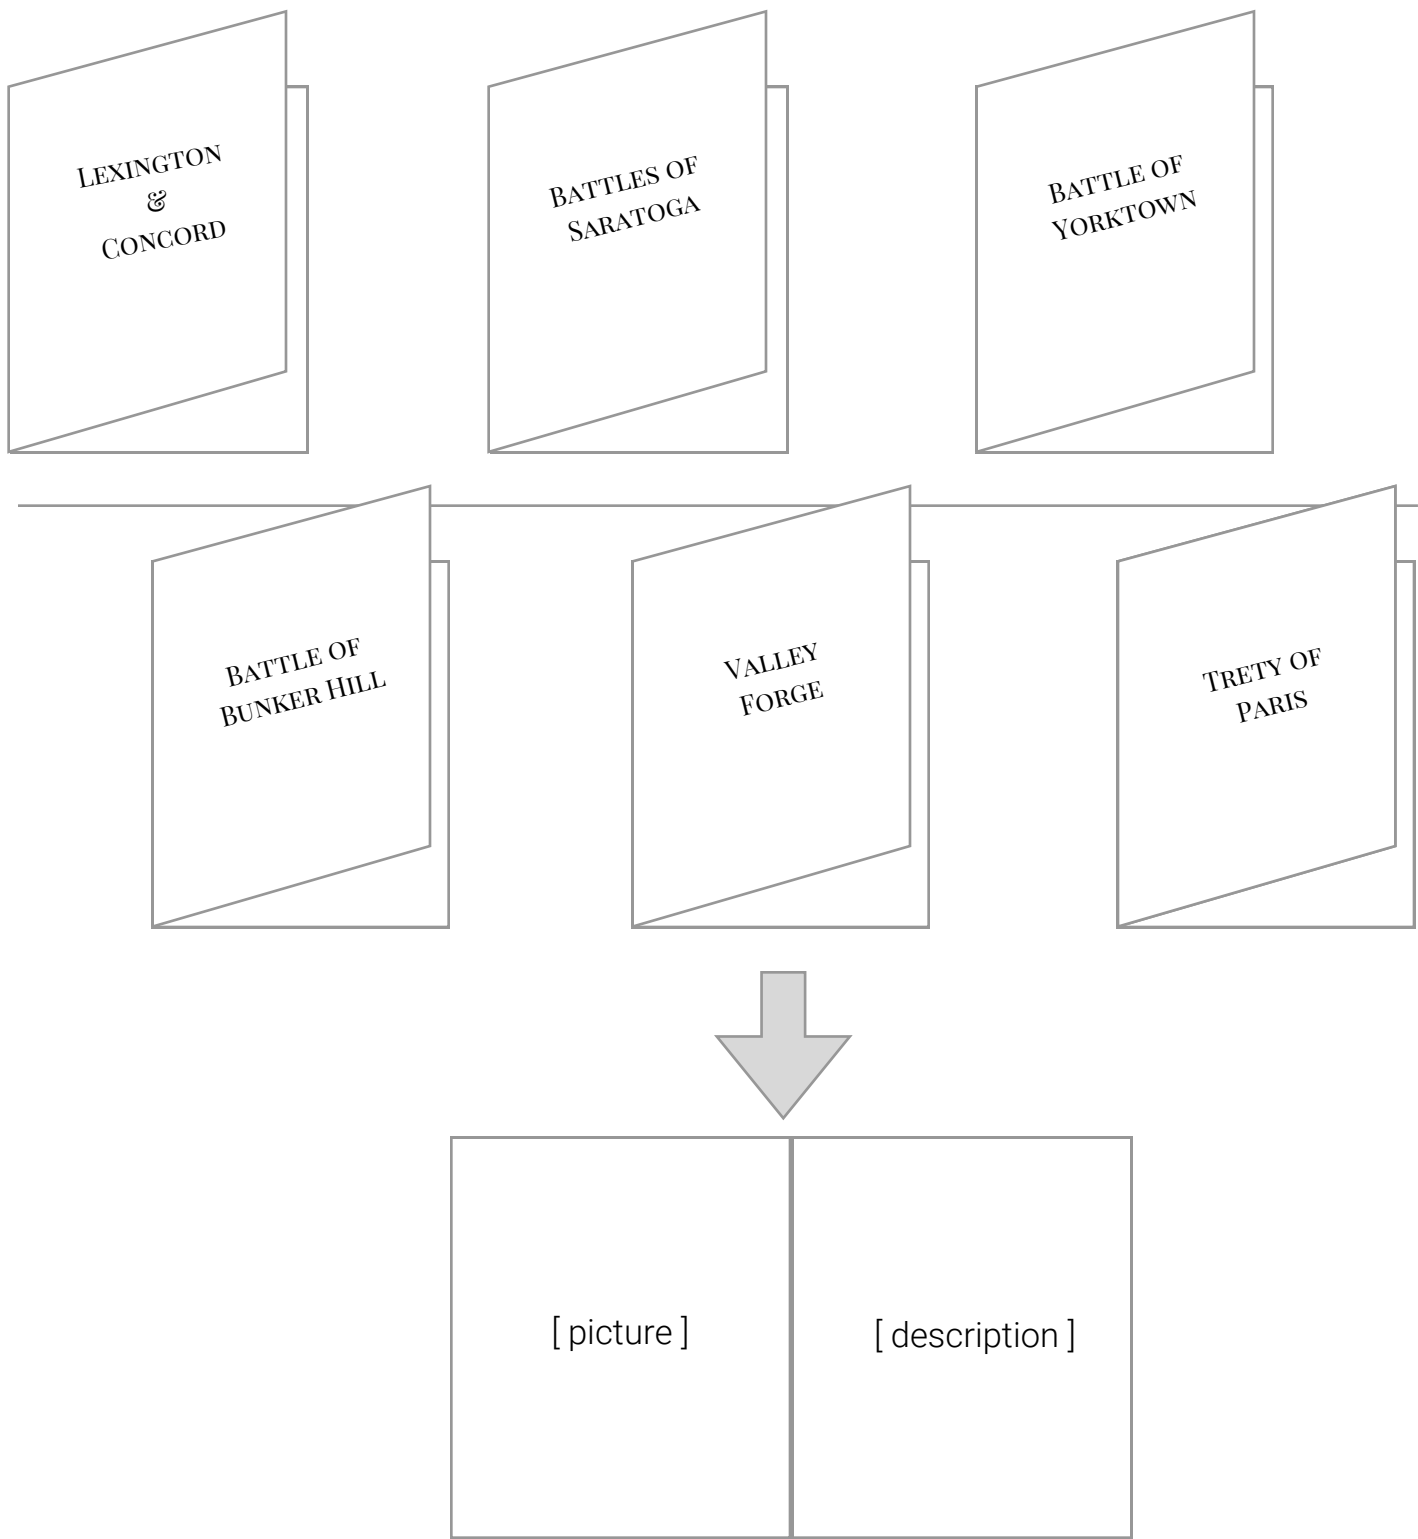 LEXINGTON
&
CONCORD
BATTLES OF
SARATOGA
BATTLE OF
YORKTOWN
BATTLE OF
BUNKER HILL
VALLEY
FORGE
TRETY OF
PARIS
[ picture ]
[ description ]